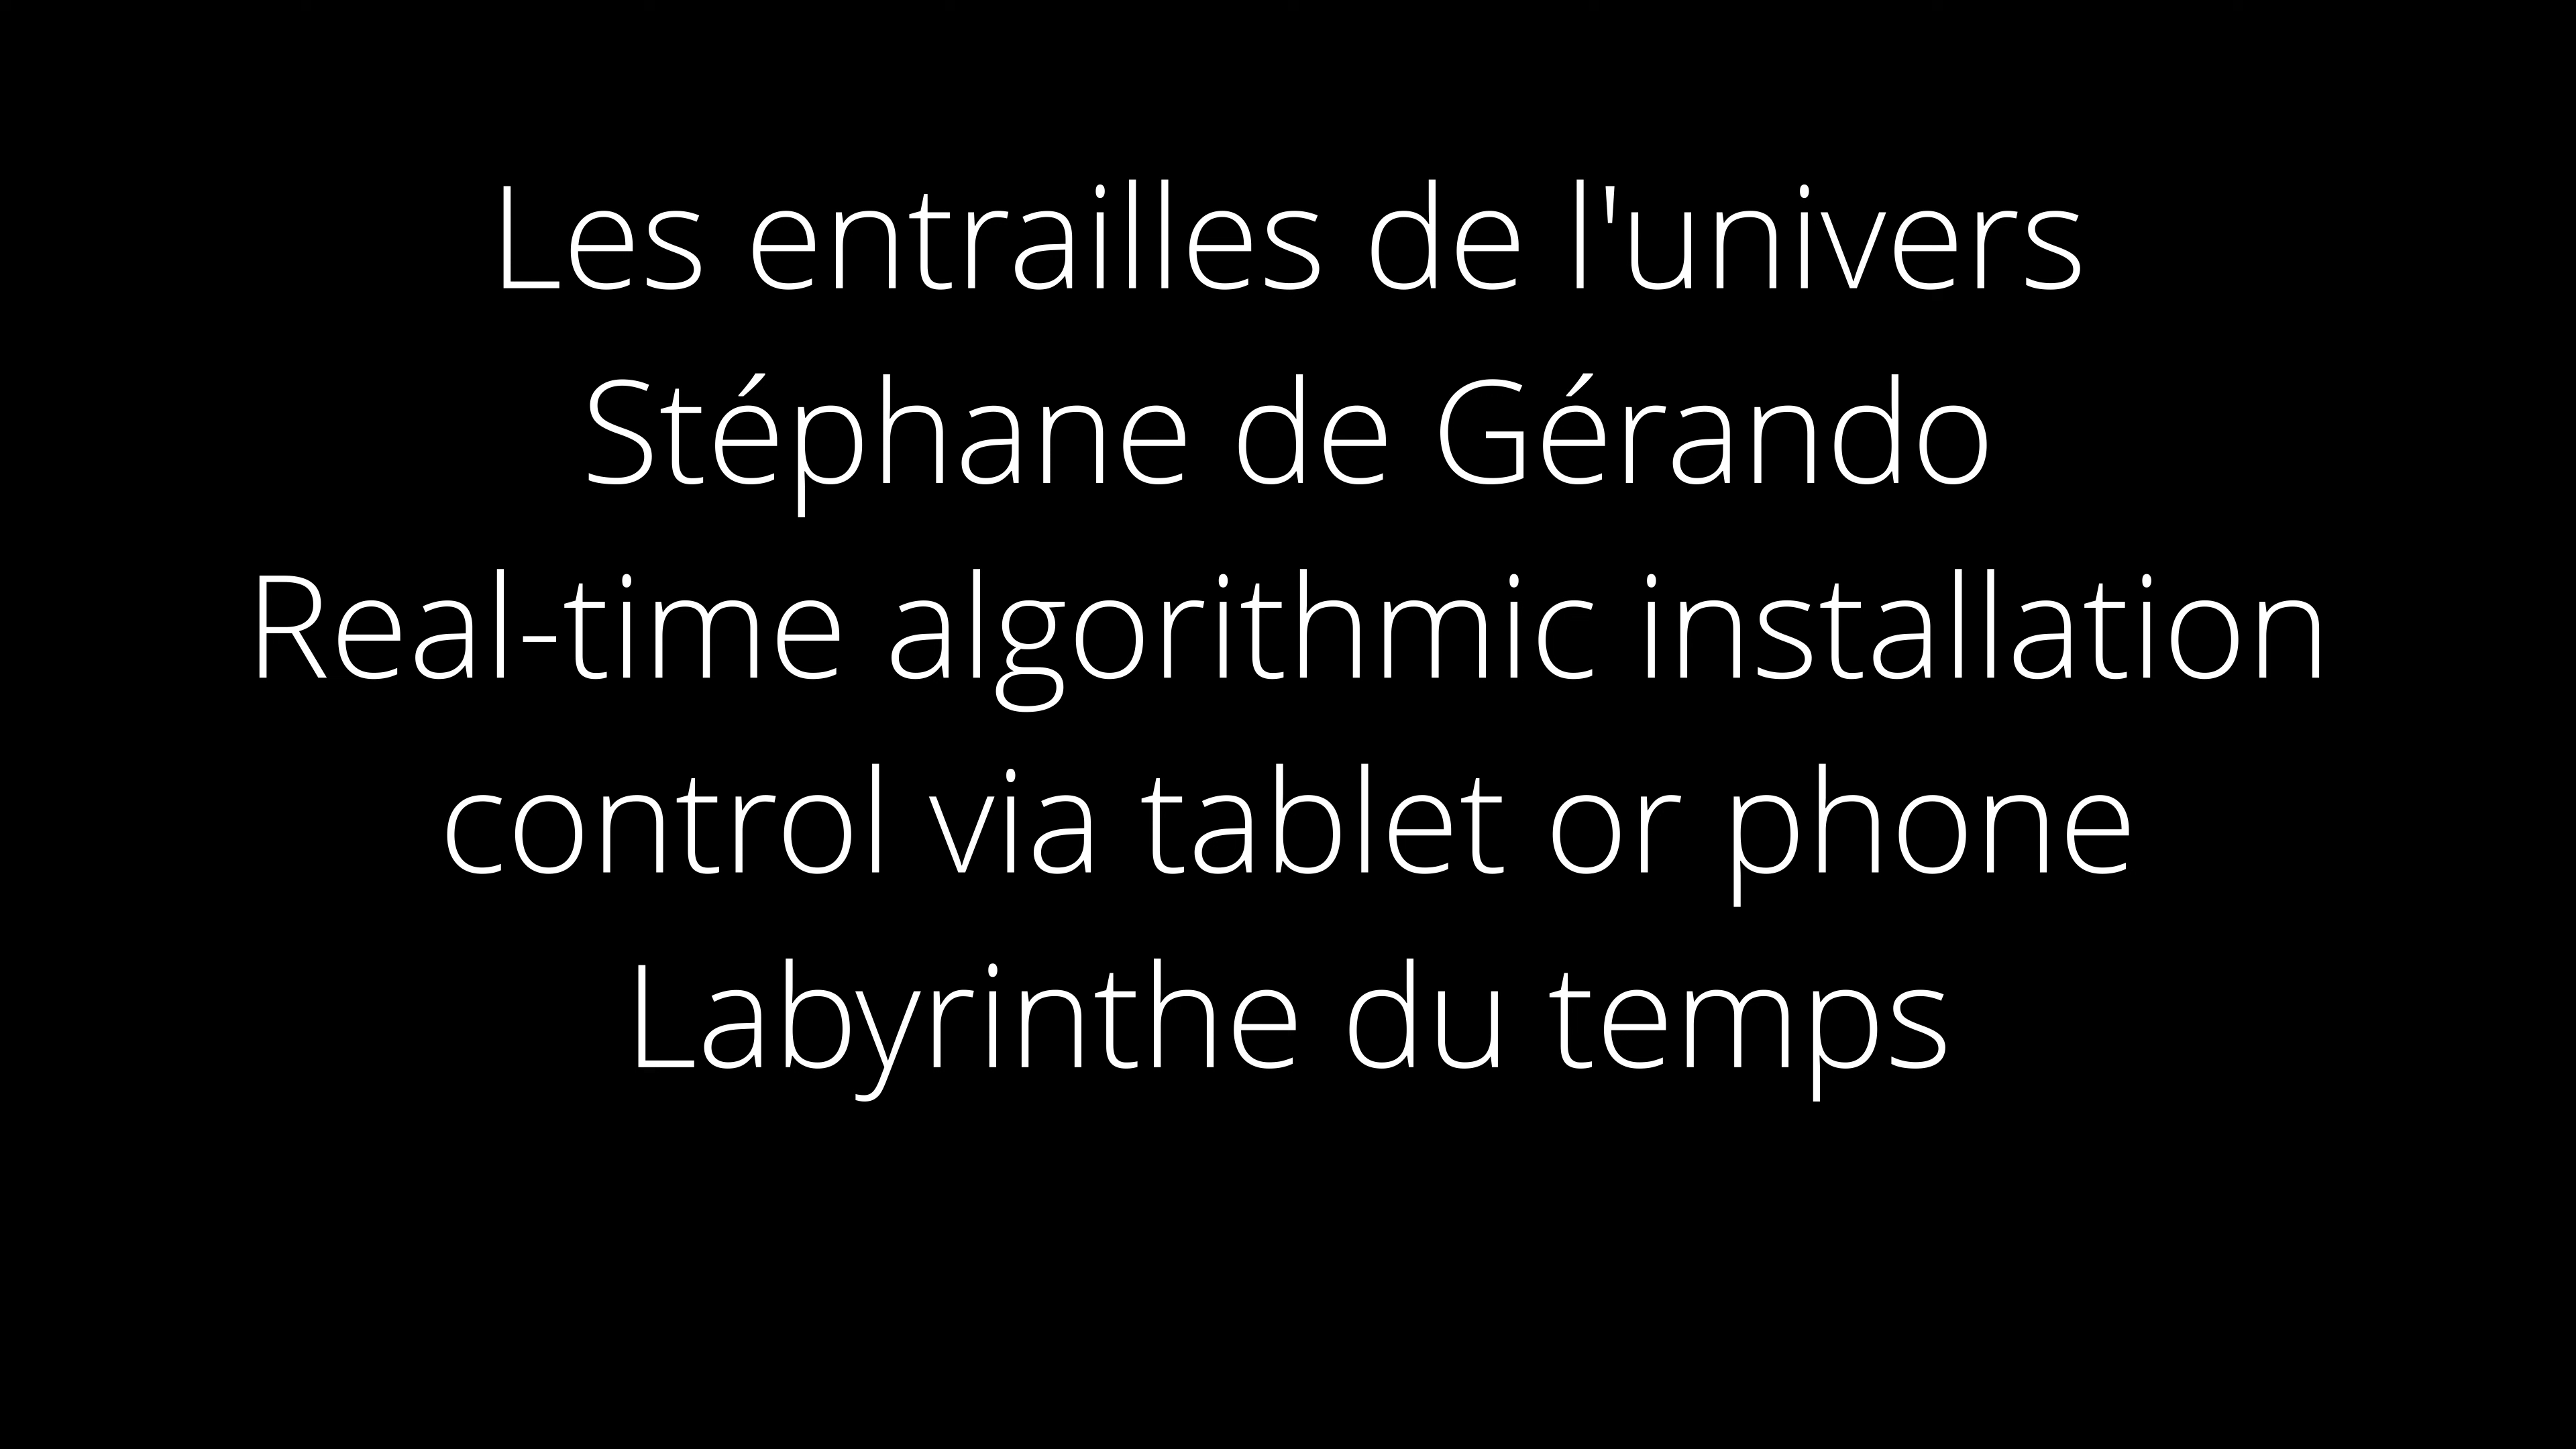 Les entrailles de l'univers
Stéphane de Gérando
Real-time algorithmic installation
control via tablet or phone
Labyrinthe du temps